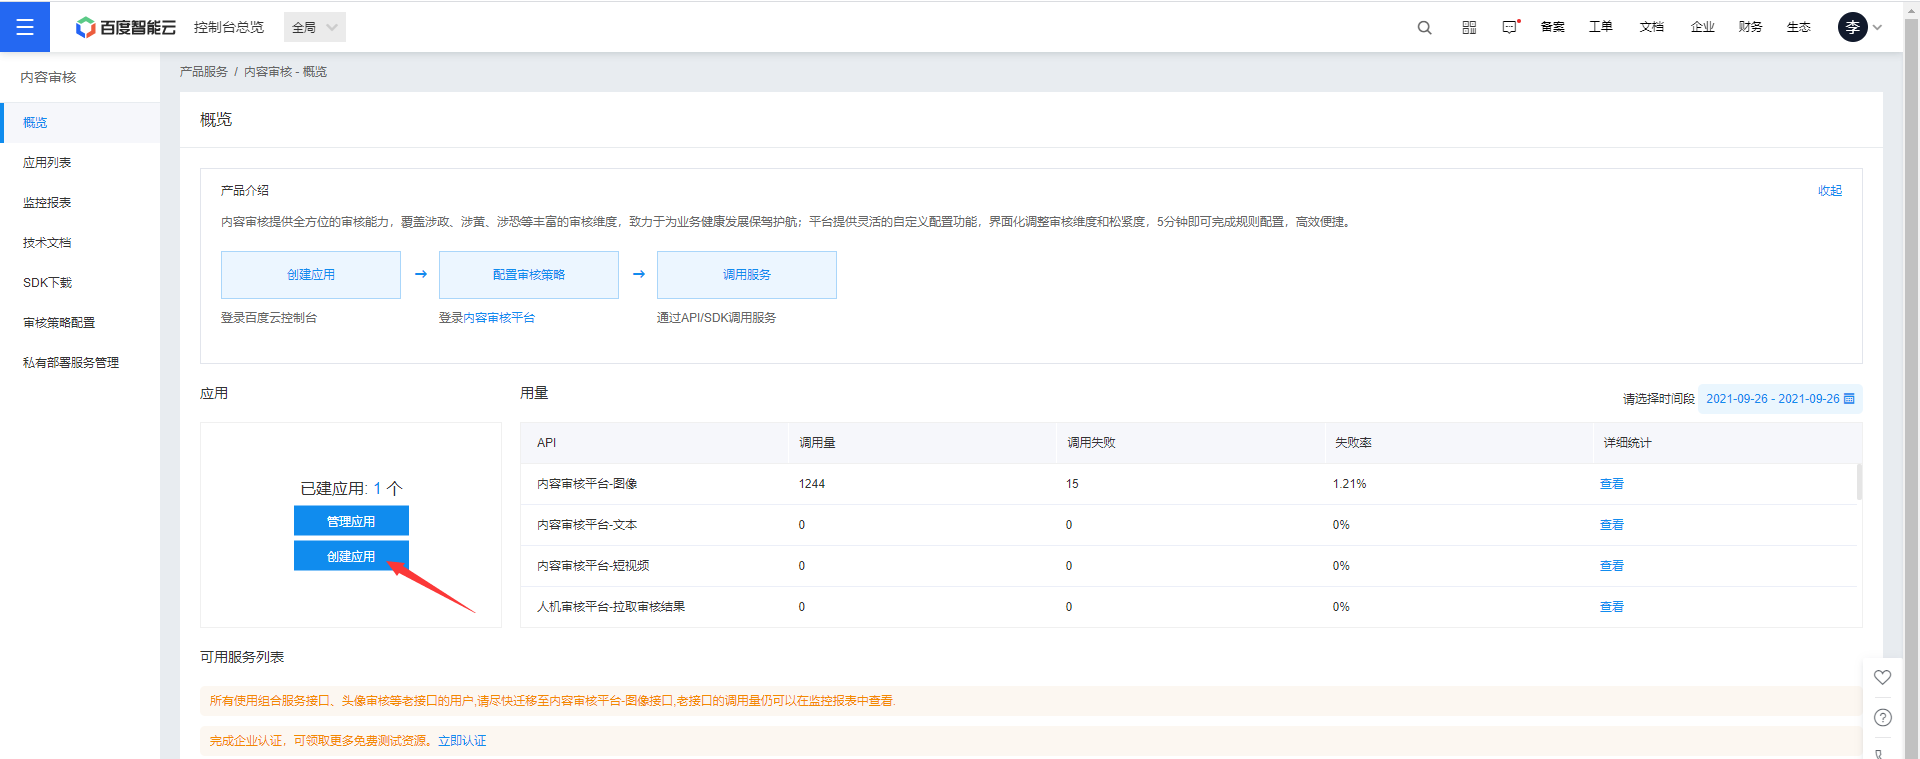 百度智能云 控制台总览 全局 备案 工单 文档 企业 财务 生态 李
内容审核
概览
应用列表
监控报表
技术文档
SDK下载
审核策略配置
私有部署服务管理
产品服务 / 内容审核 - 概览
概览
产品介绍 收起
内容审核提供全方位的审核能力，覆盖涉政、涉黄、涉恐等丰富的审核维度，致力于为业务健康发展保驾护航；平台提供灵活的自定义配置功能，界面化调整审核维度和松紧度，5分钟即可完成规则配置，高效便捷。
创建应用 → 配置审核策略 → 调用服务
登录百度云控制台 登录内容审核平台 通过API/SDK调用服务
应用
已建应用: 1 个
管理应用
创建应用
用量 请选择时间段 2021-09-26 - 2021-09-26
API 调用量 调用失败 失败率 详细统计
内容审核平台-图像 1244 15 1.21% 查看
内容审核平台-文本 0 0 0% 查看
内容审核平台-短视频 0 0 0% 查看
人机审核平台-拉取审核结果 0 0 0% 查看
可用服务列表
所有使用组合服务接口、头像审核等老接口的用户,请尽快迁移至内容审核平台-图像接口,老接口的调用量仍可以在监控报表中查看.
完成企业认证，可领取更多免费测试资源。立即认证